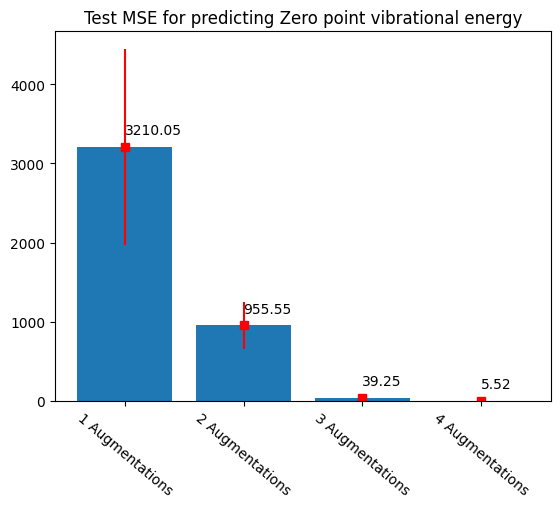 Test MSE for predicting Zero point vibrational energy
4000
3000
2000
1000
0
3210.05
955.55
39.25
5.52
1 Augmentations
2 Augmentations
3 Augmentations
4 Augmentations